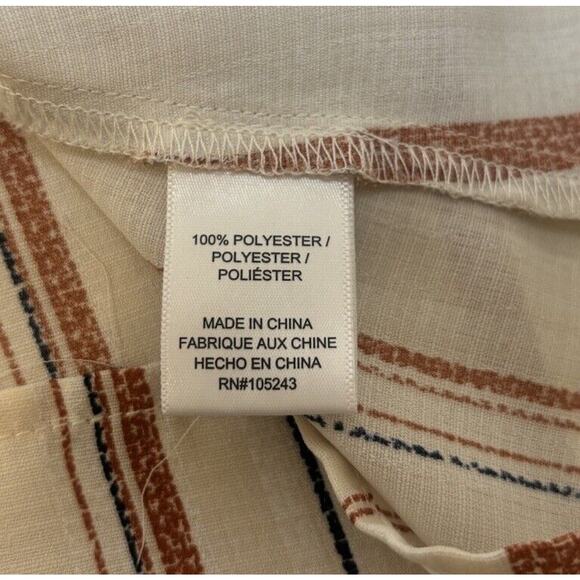 100% POLYESTER /
POLYESTER /
POLIÉSTER
MADE IN CHINA
FABRIQUE AUX CHINE
HECHO EN CHINA
RN#105243